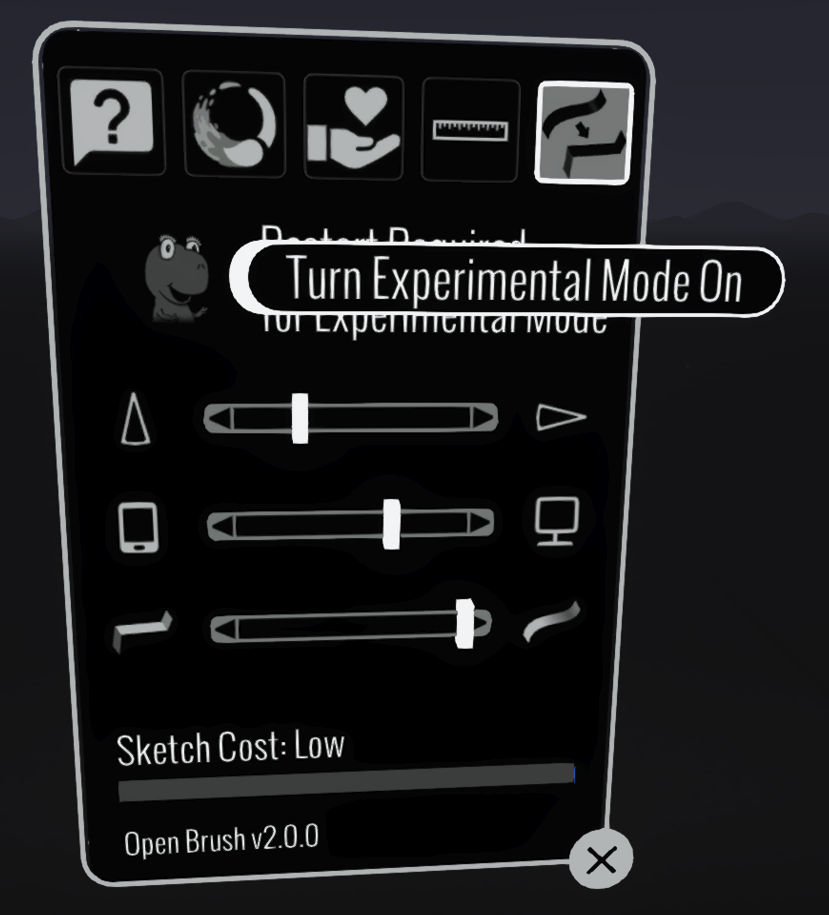 ?
Restart Required
Turn Experimental Mode On
for Experimental Mode
Sketch Cost: Low
Open Brush v2.0.0